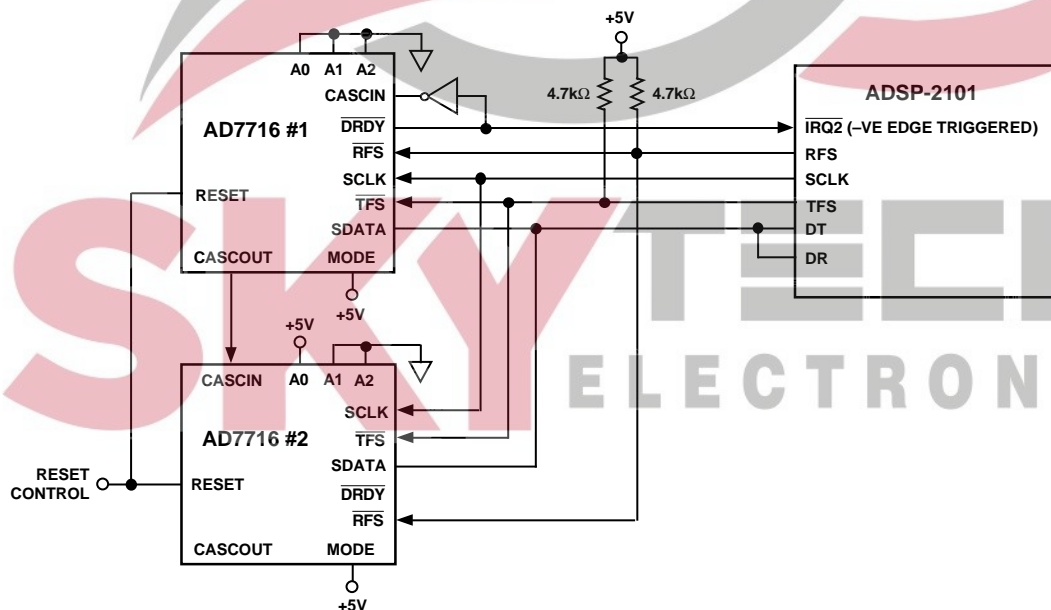 +5V
A0 A1 A2
CASCIN
4.7kΩ 4.7kΩ
ADSP-2101
AD7716 #1
DRDY
IRQ2 (–VE EDGE TRIGGERED)
RFS
RFS
SCLK
SCLK
RESET
TFS
TFS
SDATA
DT
CASCOUT MODE
DR
+5V
+5V
CASCIN A0 A1 A2
SCLK
AD7716 #2
TFS
SDATA
RESET CONTROL
RESET
DRDY
RFS
CASCOUT MODE
+5V
SKY TECH
ELECTRON